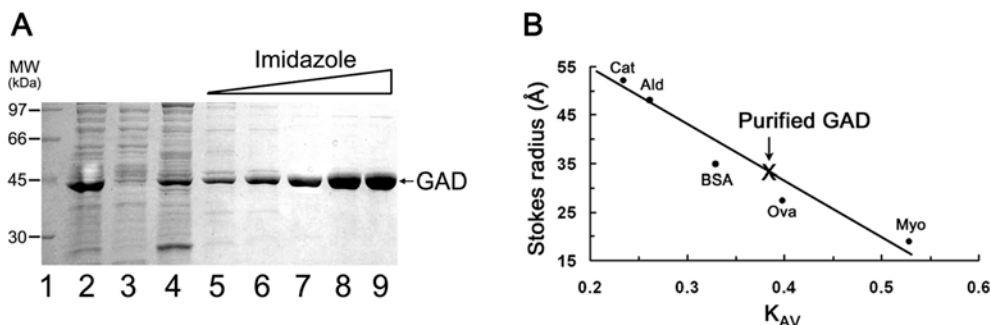 A
MW
(kDa)
Imidazole
97
66
45
30
GAD
1 2 3 4 5 6 7 8 9
B
Stokes radius (Å)
55
45
35
25
15
Cat
Ald
Purified GAD
BSA
X
Ova
Myo
0.2 0.3 0.4 0.5 0.6
KAV